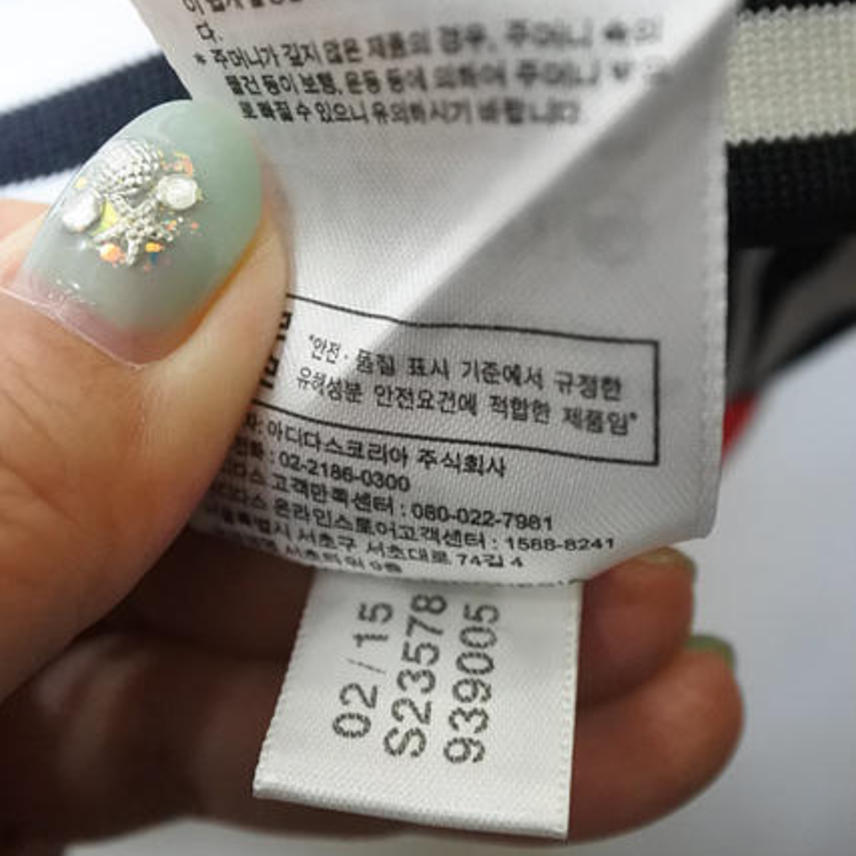 다.
* 주머니가 깊지 않은 제품의 경우, 주머니 속의
물건 등이 보행, 운동 등에 의하여 주머니
로 빠질 수 있으니 유의하시기 바랍니다.
"안전·품질 표시 기준에서 규정한
유해성분 안전요건에 적합한 제품임"
자: 아디다스코리아 주식회사
: 02-2186-0300
고객만족센터 : 080-022-7981
온라인스토어고객센터 : 1588-8241
서초구 서초대로 74길 4
02 / 15
S23578
939005